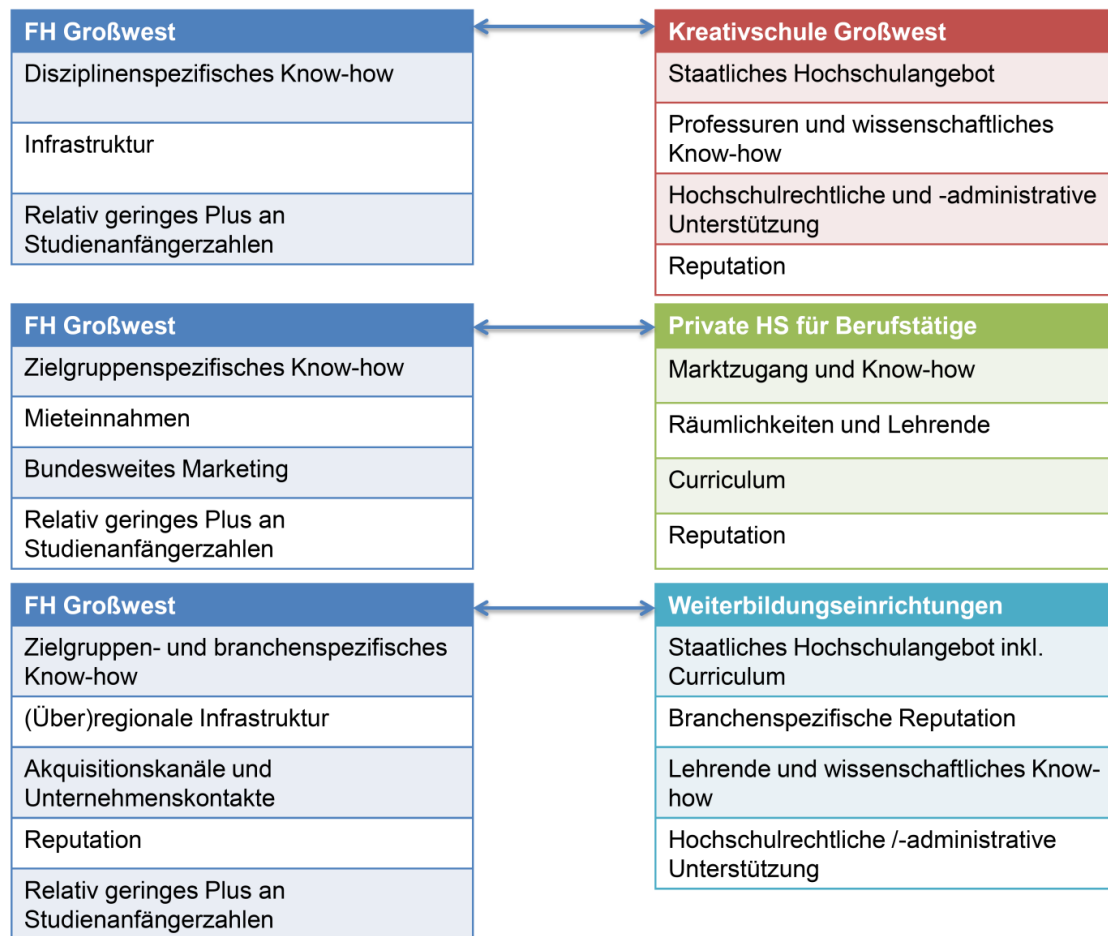 FH Großwest
Disziplinenspezifisches Know-how
Infrastruktur
Relativ geringes Plus an
Studienanfängerzahlen
Kreativschule Großwest
Staatliches Hochschulangebot
Professuren und wissenschaftliches
Know-how
Hochschulrechtliche und -administrative
Unterstützung
Reputation
FH Großwest
Zielgruppenspezifisches Know-how
Mieteinnahmen
Bundesweites Marketing
Relativ geringes Plus an
Studienanfängerzahlen
Private HS für Berufstätige
Marktzugang und Know-how
Räumlichkeiten und Lehrende
Curriculum
Reputation
FH Großwest
Zielgruppen- und branchenspezifisches
Know-how
(Über)regionale Infrastruktur
Akquisitionskanäle und
Unternehmenskontakte
Reputation
Relativ geringes Plus an
Studienanfängerzahlen
Weiterbildungseinrichtungen
Staatliches Hochschulangebot inkl.
Curriculum
Branchenspezifische Reputation
Lehrende und wissenschaftliches Know-
how
Hochschulrechtliche /-administrative
Unterstützung